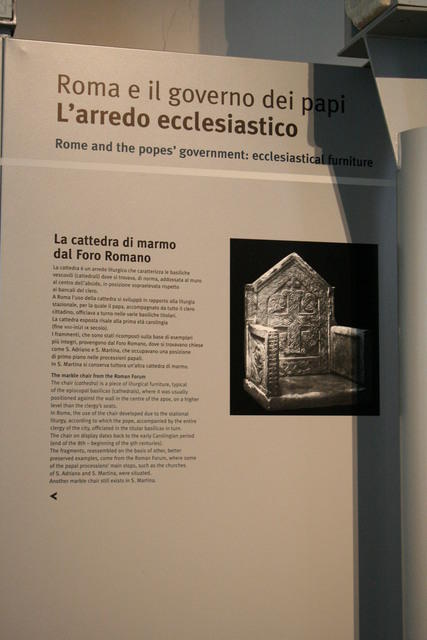 Roma e il governo dei papi
L'arredo ecclesiastico
Rome and the popes' government: ecclesiastical furniture
La cattedra di marmo
dal Foro Romano
La cattedra è un arredo liturgico che caratterizza le basiliche
vescovili (cattedrali) dove si trovava, di norma, addossata al muro
al centro dell'abside, in posizione sopraelevata rispetto
ai bancali del clero.
A Roma l'uso della cattedra si sviluppò in rapporto alla liturgia
stazionale, per la quale il papa, accompagnato da tutto il clero
cittadino, officiava a turno nelle varie basiliche titolari.
La cattedra esposta risale alla prima età carolingia
(fine VIII-inizi IX secolo).
I frammenti, che sono stati ricomposti sulla base di esemplari
più integri, provengono dal Foro Romano, dove si trovavano chiese
come S. Adriano e S. Martina, che occupavano una posizione
di primo piano nelle processioni papali.
In S. Martina si conserva tuttora un'altra cattedra di marmo.
The marble chair from the Roman Forum
The chair (cathedra) is a piece of liturgical furniture, typical
of the episcopal basilicas (cathedrals), where it was usually
positioned against the wall in the centre of the apse, on a higher
level than the clergy's seats.
In Rome, the use of the chair developed due to the stational
liturgy, according to which the pope, accompanied by the entire
clergy of the city, officiated in the titular basilicas in turn.
The chair on display dates back to the early Carolingian period
(end of the 8th – beginning of the 9th centuries).
The fragments, reassembled on the basis of other, better
preserved examples, come from the Roman Forum, where some
of the papal processions' main stops, such as the churches
of S. Adriano and S. Martina, were situated.
Another marble chair still exists in S. Martina.